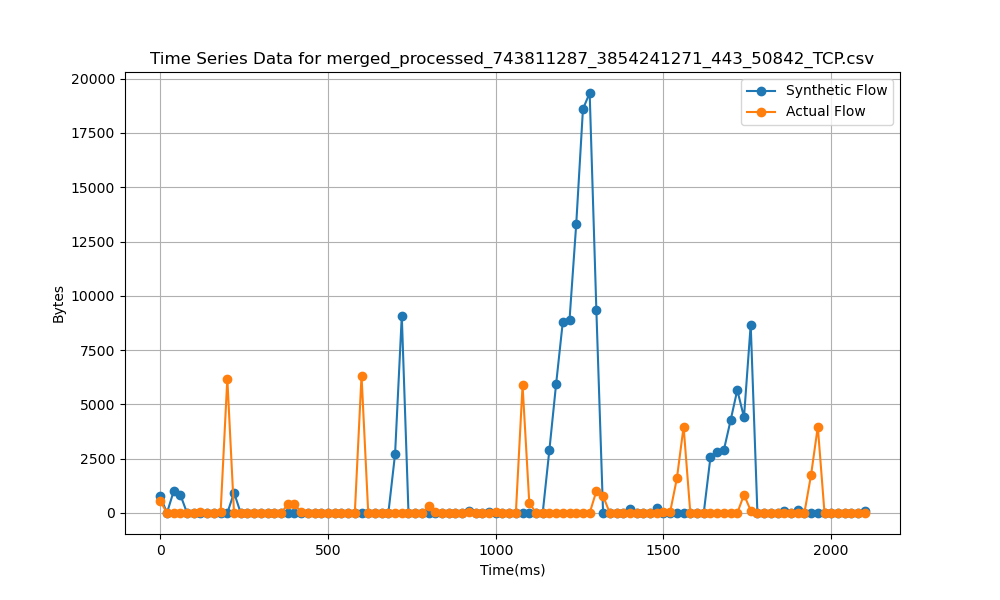 Time Series Data for merged_processed_743811287_3854241271_443_50842_TCP.csv
Synthetic Flow
Actual Flow
Bytes
20000
17500
15000
12500
10000
7500
5000
2500
0
0 500 1000 1500 2000
Time(ms)